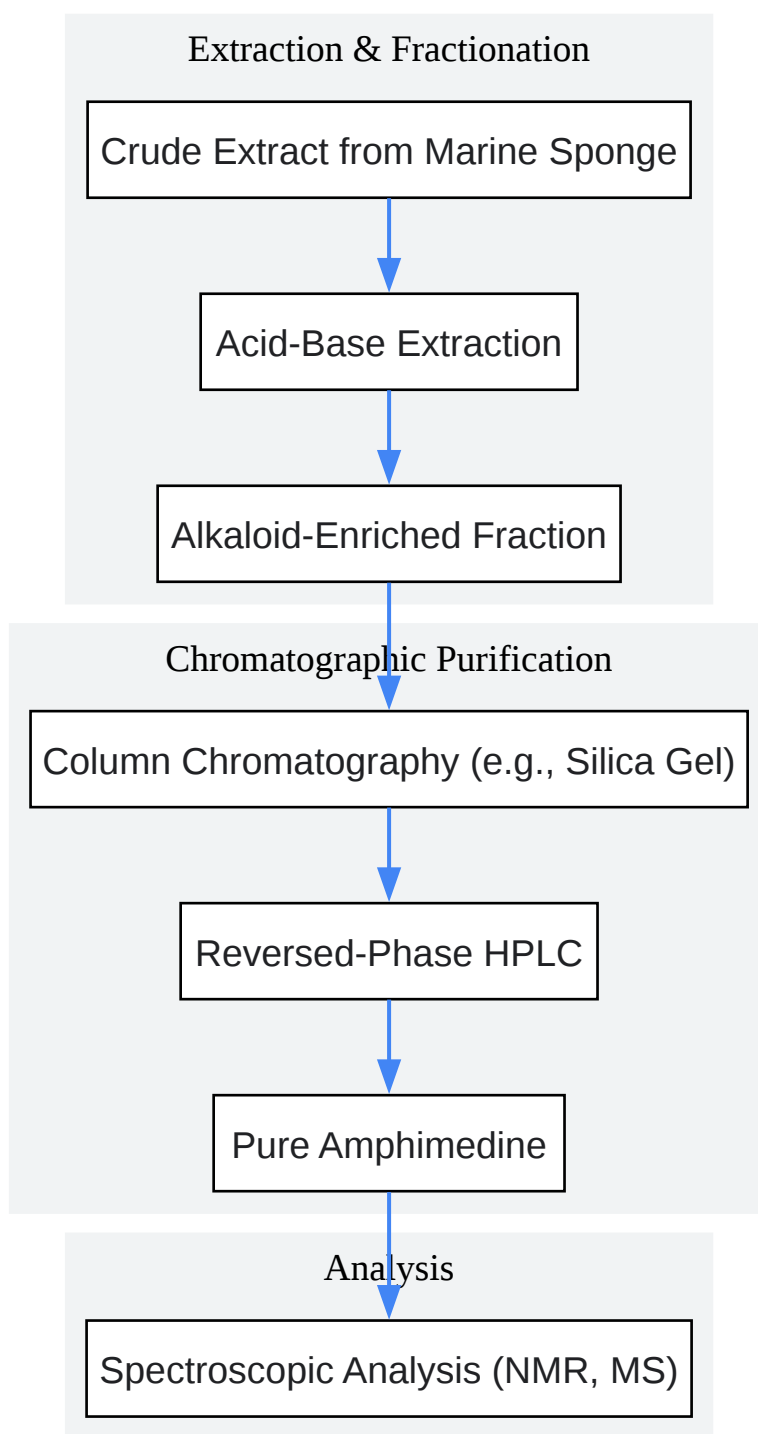 Extraction & Fractionation
Crude Extract from Marine Sponge
Acid-Base Extraction
Alkaloid-Enriched Fraction
Chromatographic Purification
Column Chromatography (e.g., Silica Gel)
Reversed-Phase HPLC
Pure Amphimedine
Analysis
Spectroscopic Analysis (NMR, MS)